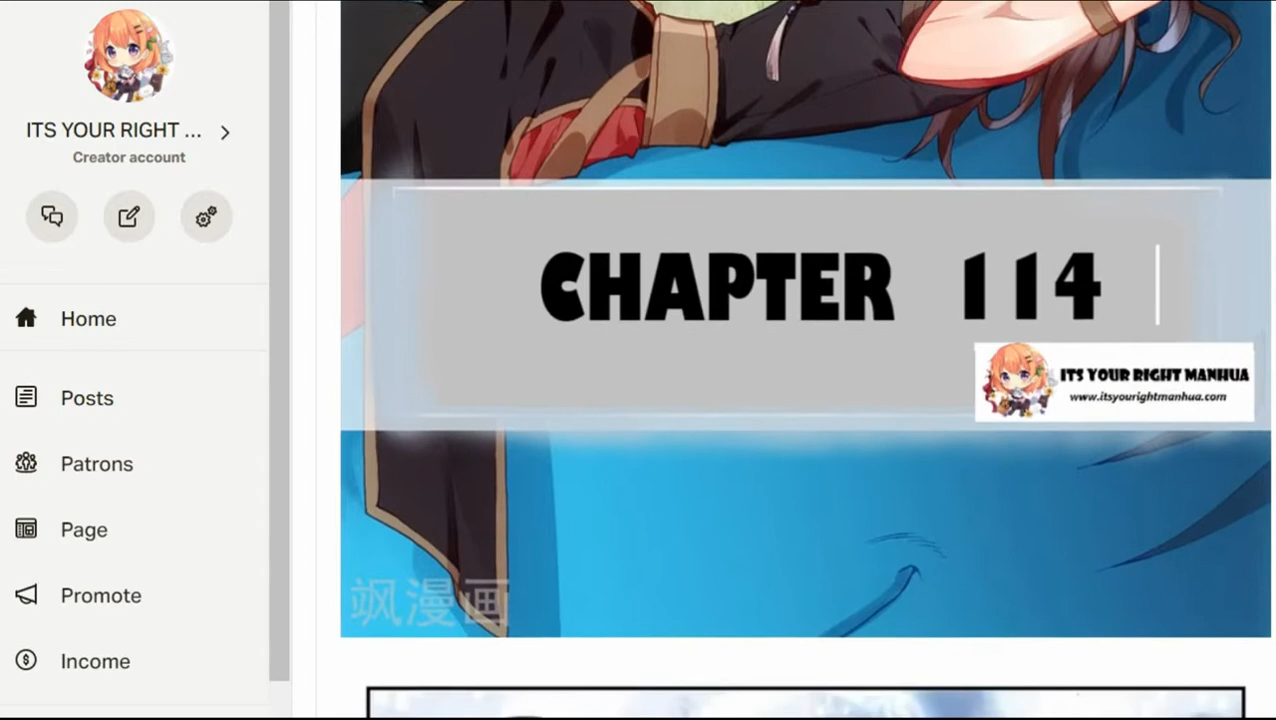 ITS YOUR RIGHT ...
Creator account
Home
Posts
Patrons
Page
Promote
Income
CHAPTER 114
ITS YOUR RIGHT MANHUA
www.itsyourightmanhua.com
飒漫画